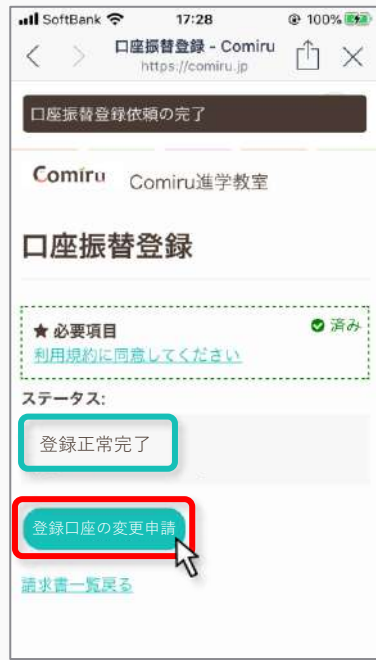 SoftBank 17:28 100%
口座振替登録 - Comiru
https://comiru.jp
口座振替登録依頼の完了
Comiru Comiru進学教室
口座振替登録
★ 必要項目 済み
利用規約に同意してください
ステータス:
登録正常完了
登録口座の変更申請
請求書一覧戻る